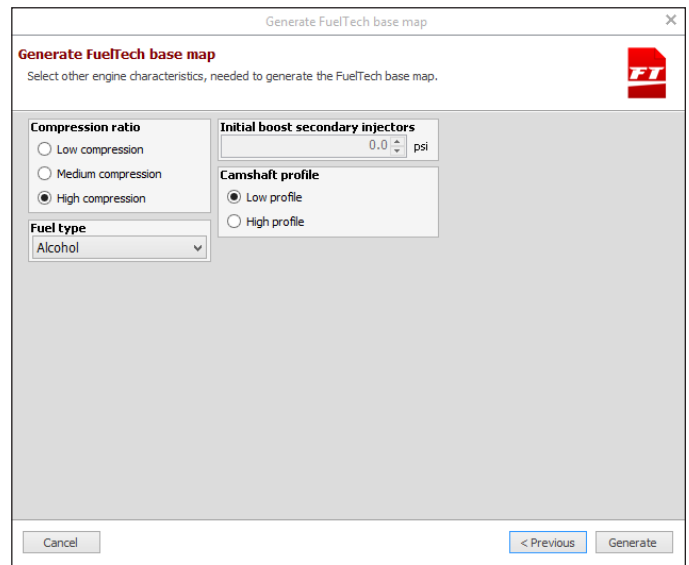 Generate FuelTech base map
Generate FuelTech base map
Select other engine characteristics, needed to generate the FuelTech base map.
FT
Compression ratio
Low compression
Medium compression
High compression
Fuel type
Alcohol
Initial boost secondary injectors
0.0 psi
Camshaft profile
Low profile
High profile
Cancel
< Previous
Generate